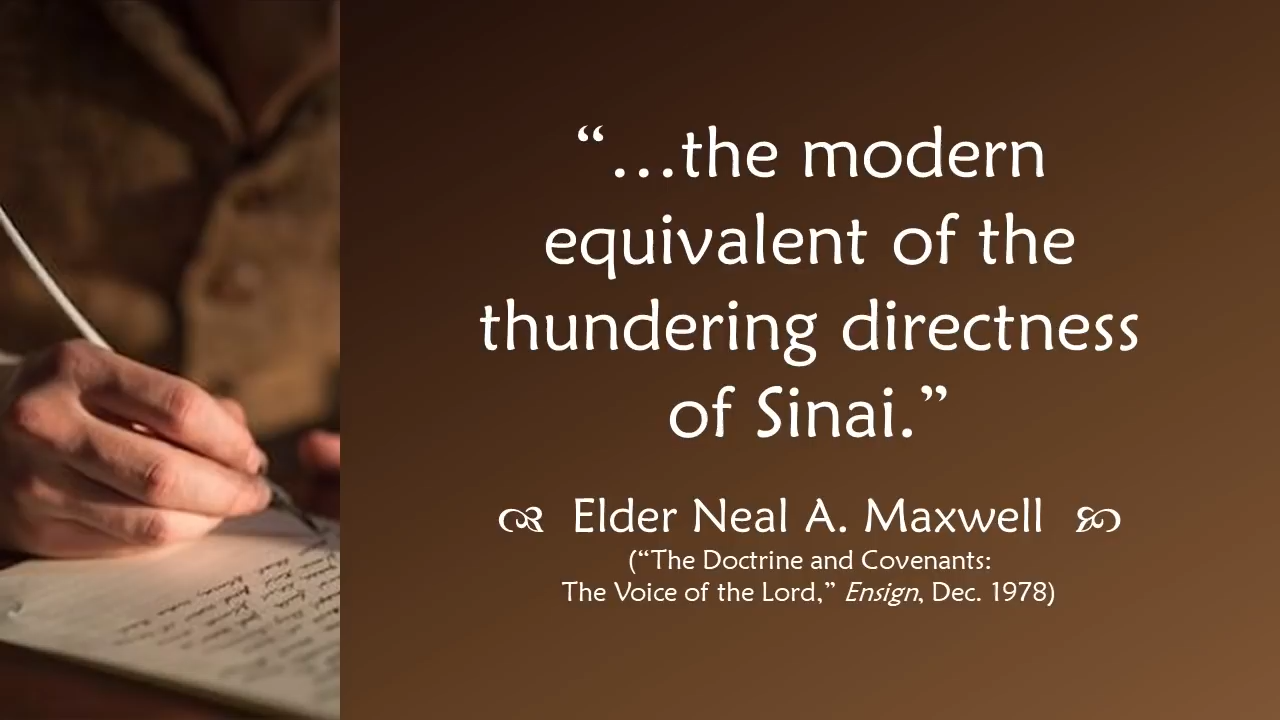 “…the modern
equivalent of the
thundering directness
of Sinai.”
Elder Neal A. Maxwell
(“The Doctrine and Covenants:
The Voice of the Lord,” Ensign, Dec. 1978)